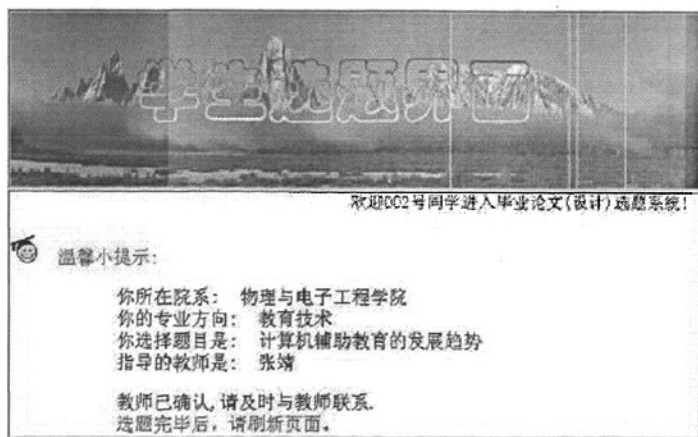 学生选题界面
欢迎002号同学进入毕业论文(设计)选题系统!
温馨小提示:
你所在院系: 物理与电子工程学院
你的专业方向: 教育技术
你选择题目是: 计算机辅助教育的发展趋势
指导的教师是: 张靖
教师已确认,请及时与教师联系.
选题完毕后，请刷新页面。